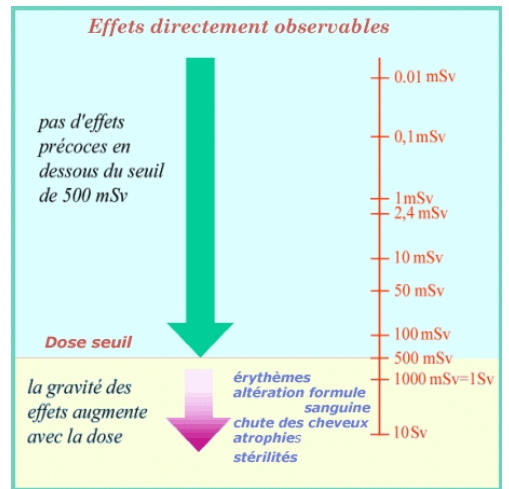 Effets directement observables
pas d'effets
précoces en
dessous du seuil
de 500 mSv
0.01 mSv
0,1mSv
1mSv
2,4 mSv
10 mSv
50 mSv
100 mSv
500 mSv
1000 mSv=1Sv
10Sv
Dose seuil
la gravité des
effets augmente
avec la dose
érythèmes
altération formule
sanguine
chute des cheveux
atrophies
stérilités